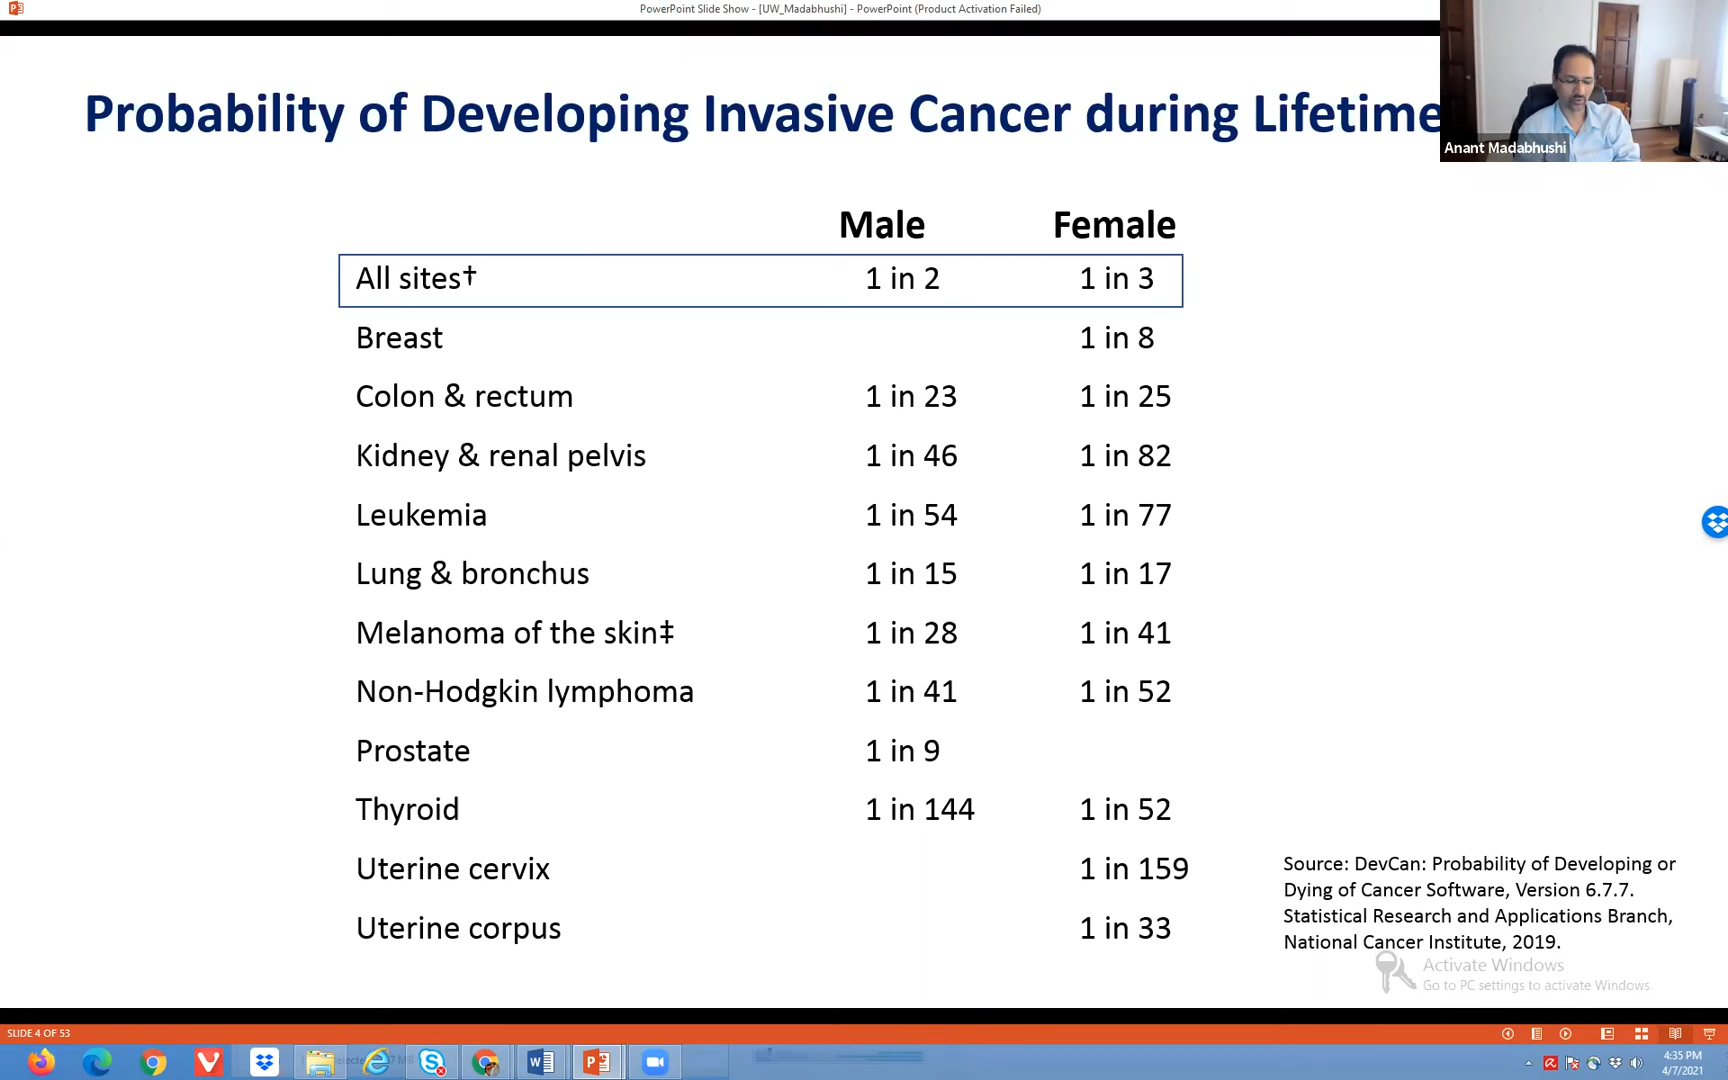 PowerPoint Slide Show - [UW_Madabhushi] - PowerPoint (Product Activation Failed)
Probability of Developing Invasive Cancer during Lifetime
Anant Madabhushi
Male Female
All sites† 1 in 2 1 in 3
Breast 1 in 8
Colon & rectum 1 in 23 1 in 25
Kidney & renal pelvis 1 in 46 1 in 82
Leukemia 1 in 54 1 in 77
Lung & bronchus 1 in 15 1 in 17
Melanoma of the skin‡ 1 in 28 1 in 41
Non-Hodgkin lymphoma 1 in 41 1 in 52
Prostate 1 in 9
Thyroid 1 in 144 1 in 52
Uterine cervix 1 in 159
Uterine corpus 1 in 33
Source: DevCan: Probability of Developing or
Dying of Cancer Software, Version 6.7.7.
Statistical Research and Applications Branch,
National Cancer Institute, 2019.
Activate Windows
Go to PC settings to activate Windows.
SLIDE 4 OF 53
4:35 PM
4/7/2021